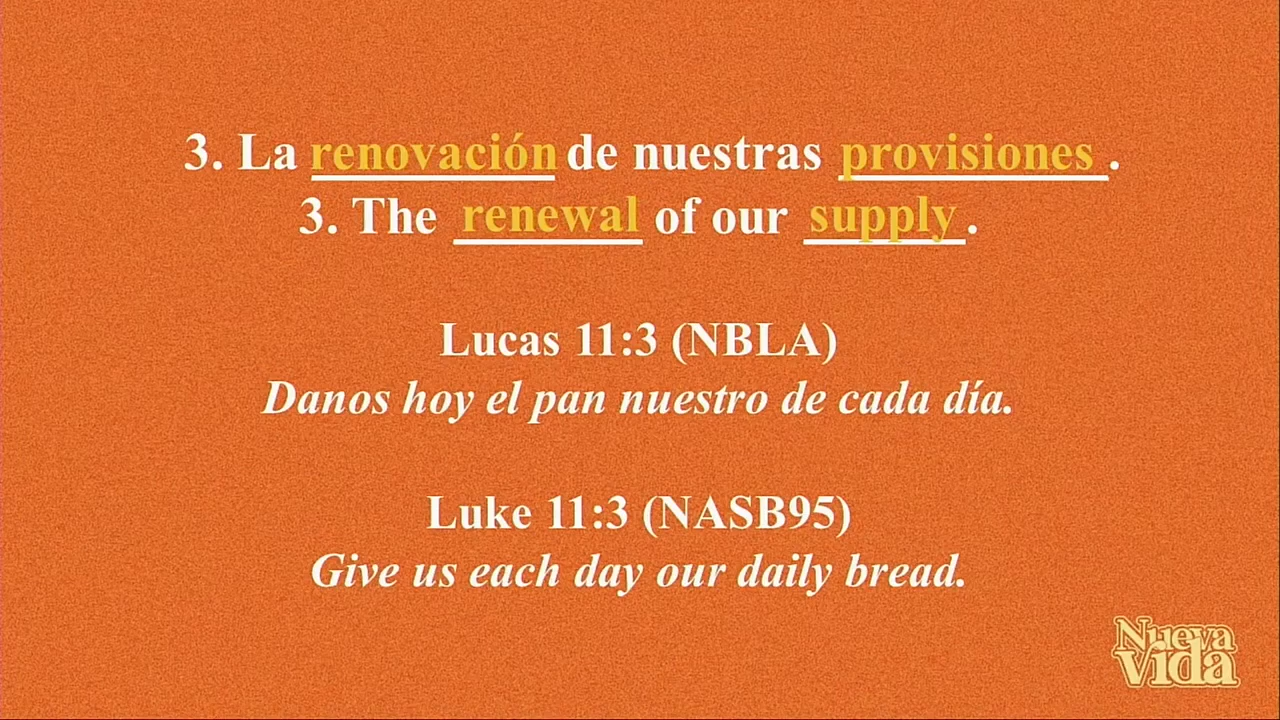 3. La renovación de nuestras provisiones.
3. The renewal of our supply.
Lucas 11:3 (NBLA)
Danos hoy el pan nuestro de cada día.
Luke 11:3 (NASB95)
Give us each day our daily bread.
Nueva
Vida